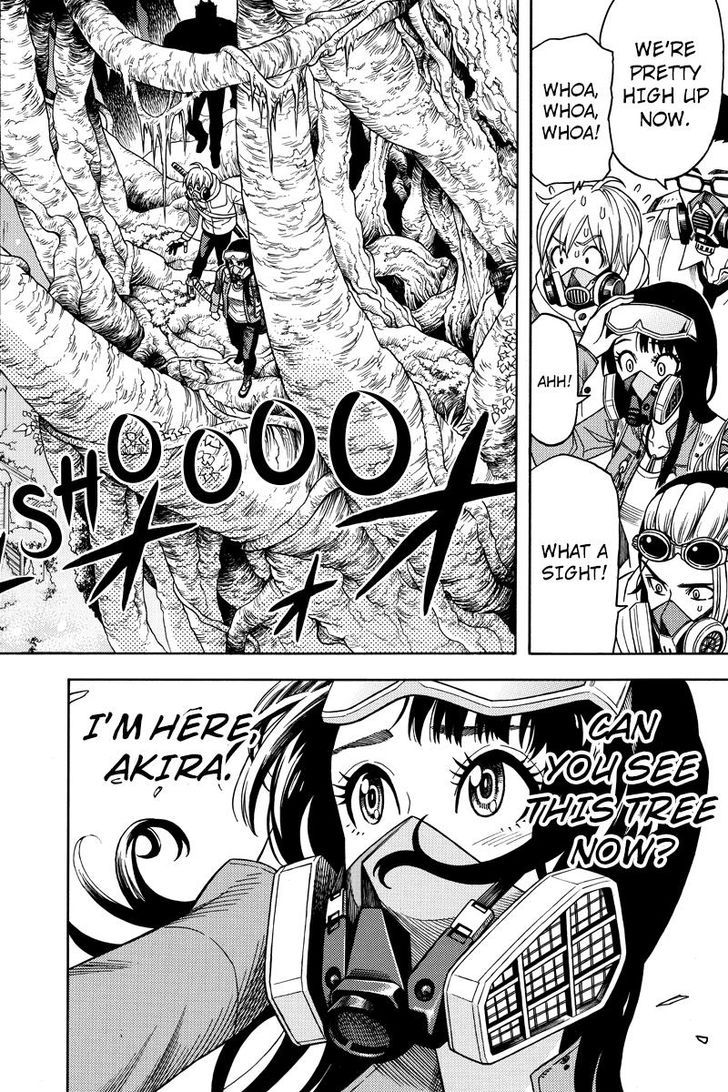 WE'RE
PRETTY
HIGH UP
NOW.
WHOA,
WHOA,
WHOA!
AHH!
WHAT A
SIGHT!
SHOOOOO
CAN
YOU SEE
THIS TREE
NOW?
I'M HERE,
AKIRA.